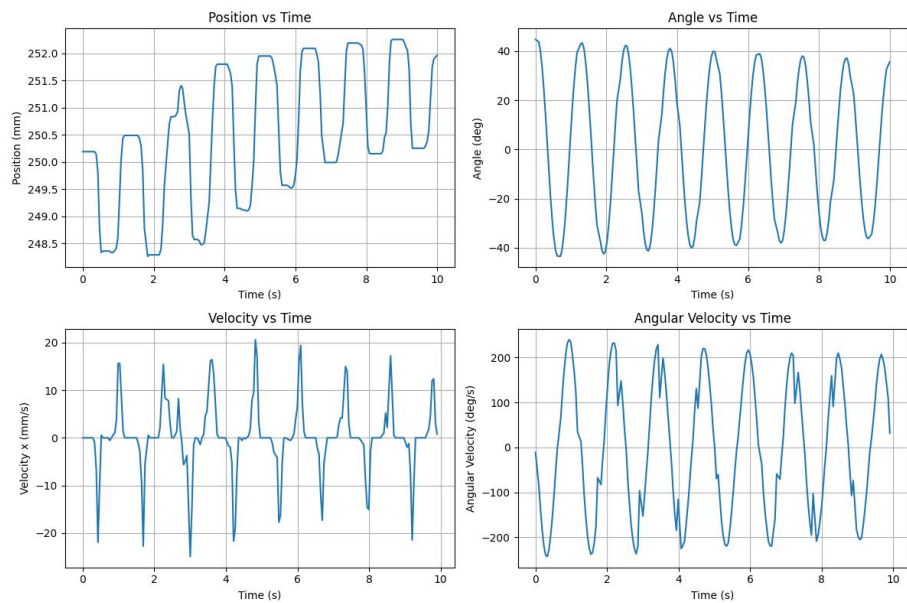 Position vs Time
Position (mm)
252.0
251.5
251.0
250.5
250.0
249.5
249.0
248.5
0 2 4 6 8 10
Time (s)
Angle vs Time
Angle (deg)
40
20
0
−20
−40
0 2 4 6 8 10
Time (s)
Velocity vs Time
Velocity x (mm/s)
20
10
0
−10
−20
0 2 4 6 8 10
Time (s)
Angular Velocity vs Time
Angular Velocity (deg/s)
200
100
0
−100
−200
0 2 4 6 8 10
Time (s)